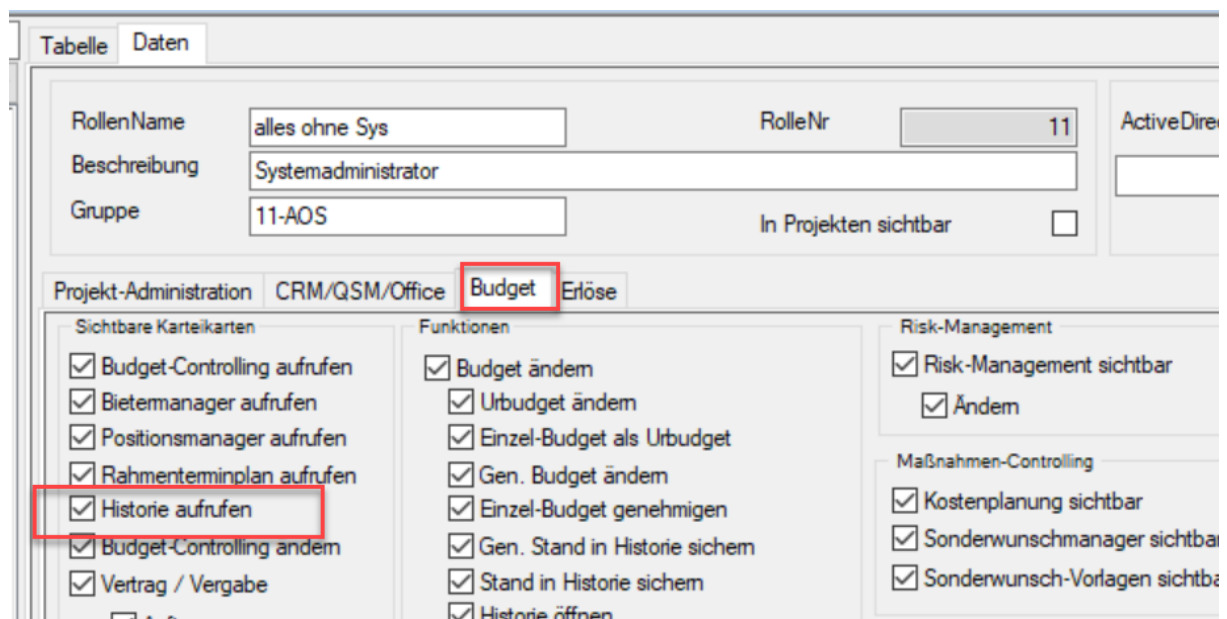 Tabelle Daten
RollenName alles ohne Sys RolleNr 11 ActiveDirec
Beschreibung Systemadministrator
Gruppe 11-AOS In Projekten sichtbar
Projekt-Administration CRM/QSM/Office Budget Erlöse
Sichtbare Karteikarten
Budget-Controlling aufrufen
Bietermanager aufrufen
Positionsmanager aufrufen
Rahmenterminplan aufrufen
Historie aufrufen
Budget-Controlling ändern
Vertrag / Vergabe
Funktionen
Budget ändern
Urbudget ändern
Einzel-Budget als Urbudget
Gen. Budget ändern
Einzel-Budget genehmigen
Gen. Stand in Historie sichern
Stand in Historie sichern
Historie öffnen
Risk-Management
Risk-Management sichtbar
Ändern
Maßnahmen-Controlling
Kostenplanung sichtbar
Sonderwunschmanager sichtbar
Sonderwunsch-Vorlagen sichtba